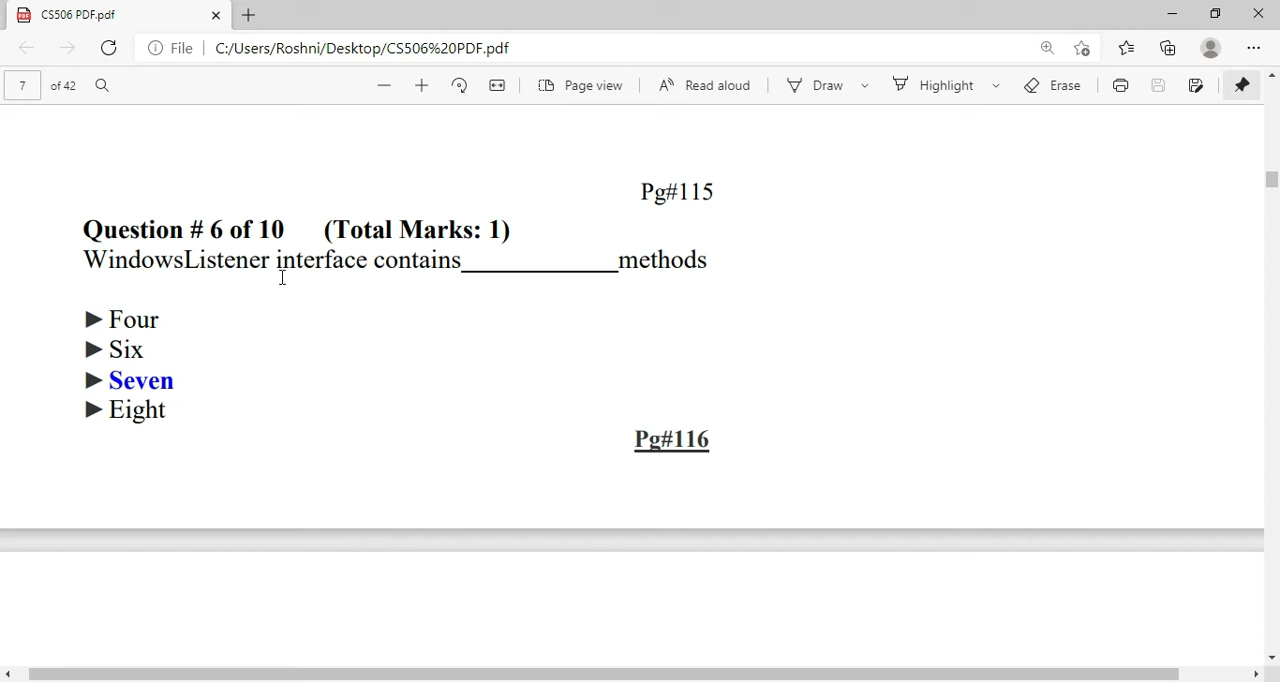 CS506 PDF.pdf
File C:/Users/Roshni/Desktop/CS506%20PDF.pdf
7 of 42 Page view Read aloud Draw Highlight Erase
Pg#115
Question # 6 of 10 (Total Marks: 1)
WindowsListener interface contains_____________methods
► Four
► Six
► Seven
► Eight
Pg#116